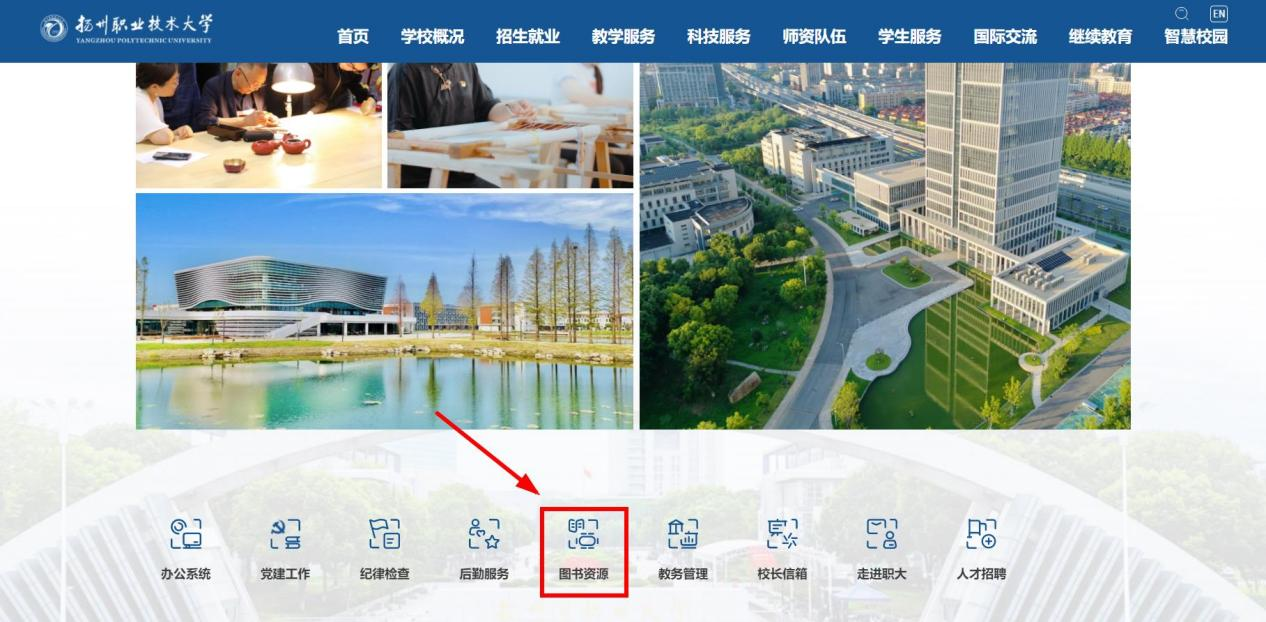 扬州职业技术大学
YANGZHOU POLYTECHNIC UNIVERSITY
EN
首页 学校概况 招生就业 教学服务 科技服务 师资队伍 学生服务 国际交流 继续教育 智慧校园
办公系统 党建工作 纪律检查 后勤服务 图书资源 教务管理 校长信箱 走进职大 人才招聘